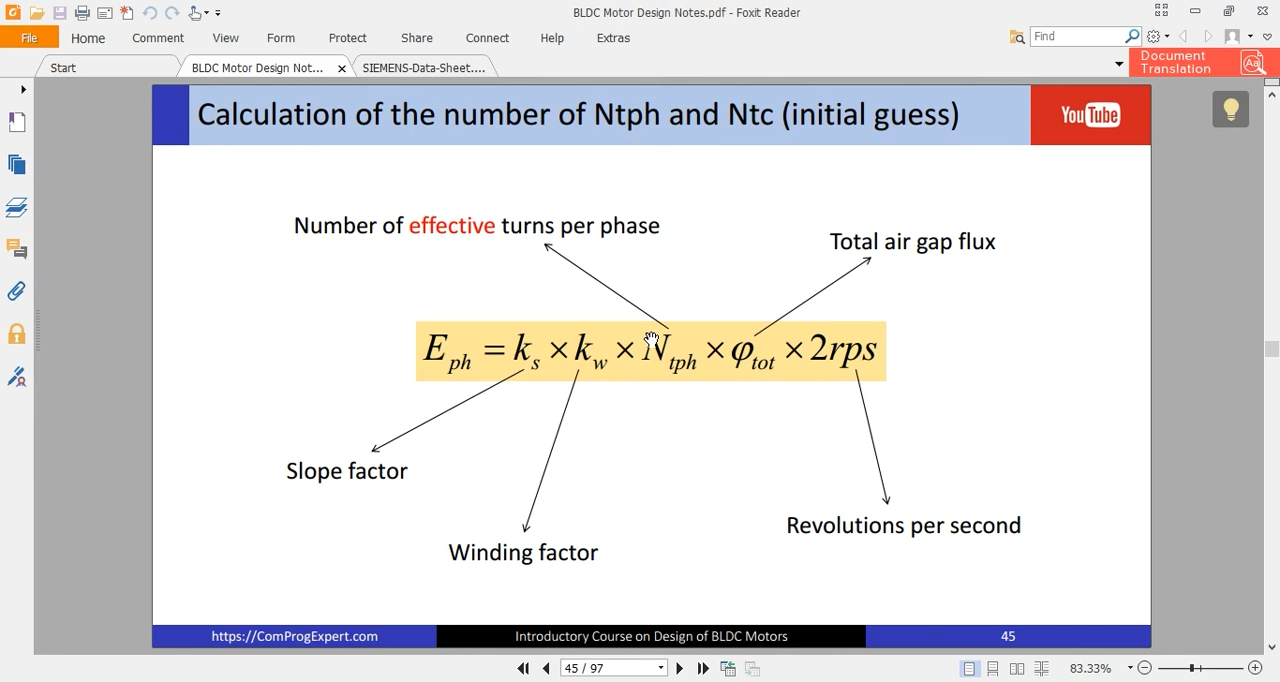 BLDC Motor Design Notes.pdf - Foxit Reader
File Home Comment View Form Protect Share Connect Help Extras
Find
Start
BLDC Motor Design Not...
SIEMENS-Data-Sheet....
Document
Translation
Calculation of the number of Ntph and Ntc (initial guess)
YouTube
Number of effective turns per phase
Total air gap flux
E_ph = k_s × k_w × N_tph × φ_tot × 2rps
Slope factor
Revolutions per second
Winding factor
https://ComProgExpert.com
Introductory Course on Design of BLDC Motors
45
45 / 97
83.33%